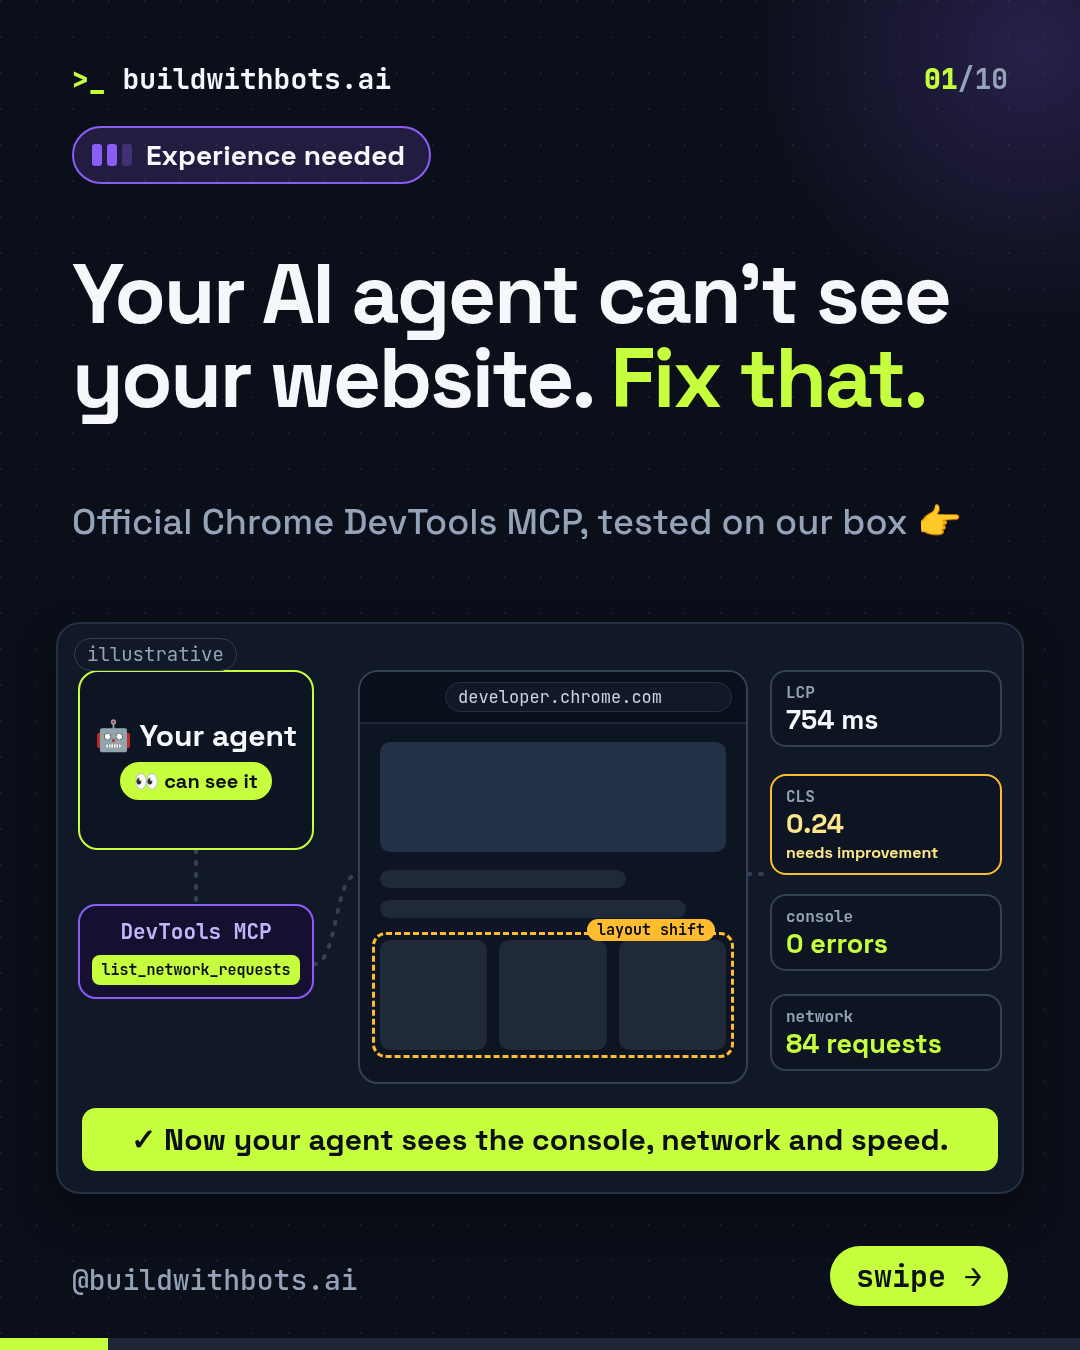 >_ buildwithbots.ai
01/10
Experience needed
Your AI agent can’t see
your website. Fix that.
Official Chrome DevTools MCP, tested on our box 👉
illustrative
🤖 Your agent
👀 can see it
DevTools MCP
list_network_requests
developer.chrome.com
layout shift
LCP
754 ms
CLS
0.24
needs improvement
console
0 errors
network
84 requests
✓ Now your agent sees the console, network and speed.
@buildwithbots.ai
swipe →